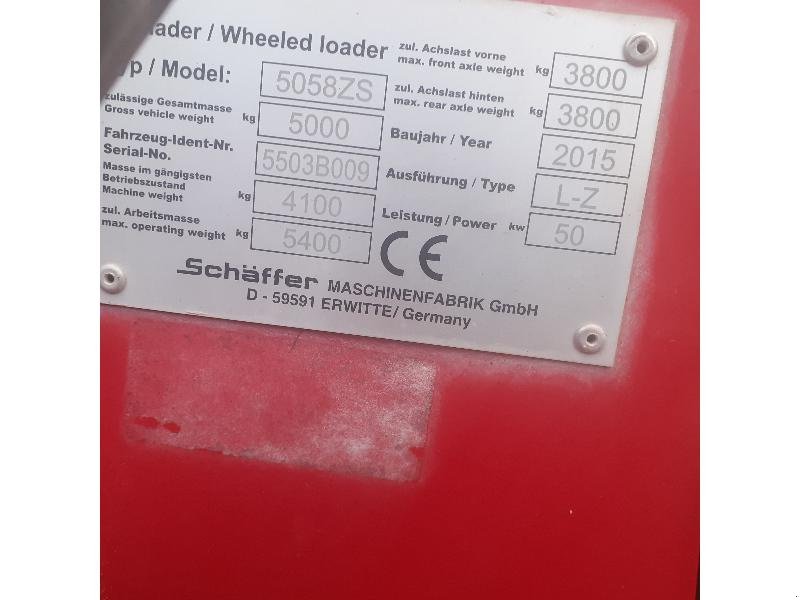 / Wheeled loader
/ Model: 5058ZS
zulässige Gesamtmasse
Gross vehicle weight kg 5000
Fahrzeug-Ident-Nr.
Serial-No. 5503B009
Masse im gängigsten
Betriebszustand
Machine weight kg 4100
zul. Arbeitsmasse
max. operating weight kg 5400
zul. Achslast vorne
max. front axle weight kg 3800
zul. Achslast hinten
max. rear axle weight kg 3800
Baujahr / Year 2015
Ausführung / Type L-Z
Leistung / Power kw 50
CE
Schäffer MASCHINENFABRIK GmbH
D - 59591 ERWITTE/ Germany